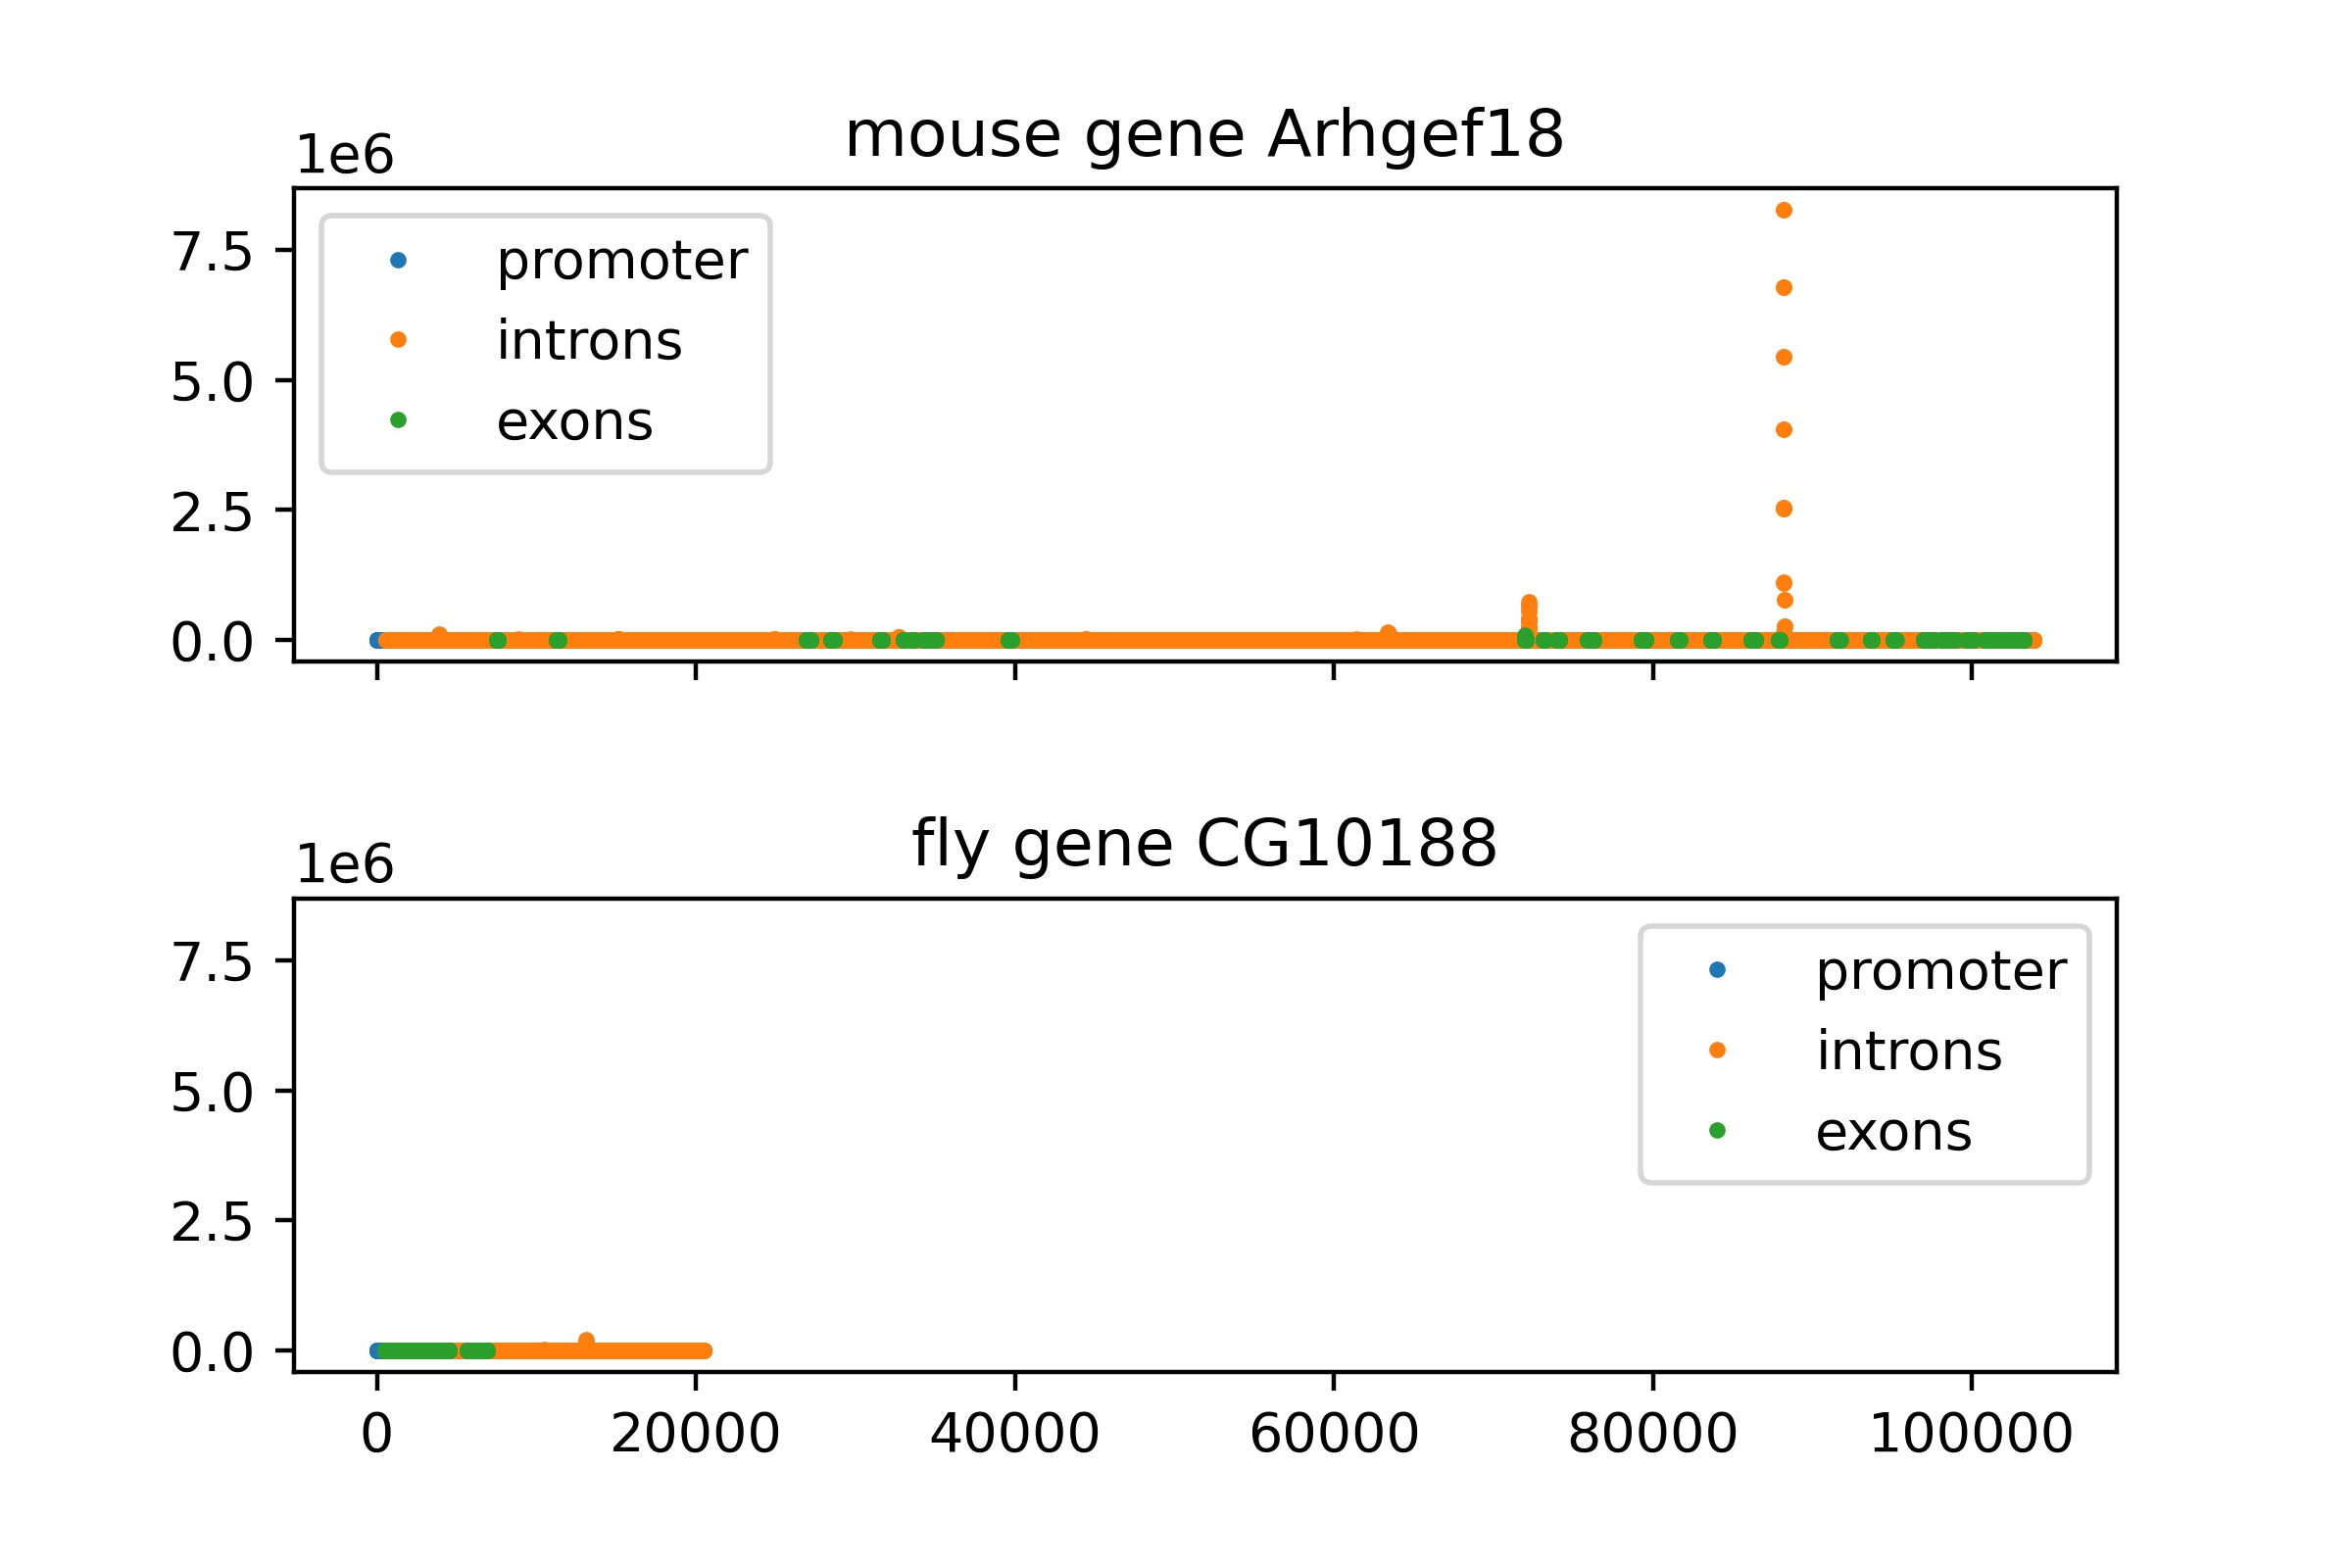 mouse gene Arhgef18
1e6
7.5
5.0
2.5
0.0
promoter
introns
exons
fly gene CG10188
1e6
7.5
5.0
2.5
0.0
promoter
introns
exons
0 20000 40000 60000 80000 100000